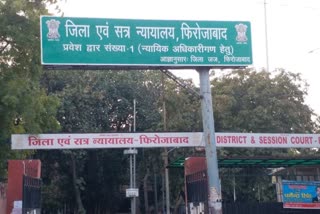 जिला एवं सत्र न्यायालय, फिरोजाबाद
प्रवेश द्वार संख्या-1 (न्यायिक अधिकारीगण हेतु)
आज्ञानुसार- जिला जज, फिरोजाबाद
जिला एवं सत्र न्यायालय-फिरोजाबाद DISTRICT & SESSION COURT-